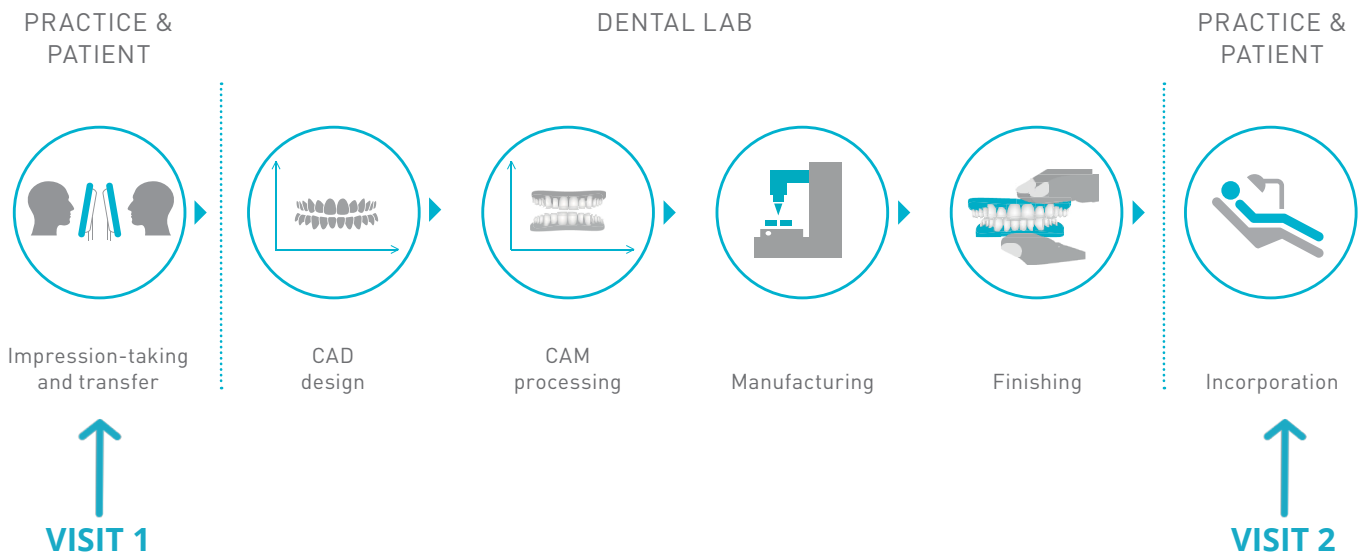 PRACTICE &
PATIENT
DENTAL LAB
PRACTICE &
PATIENT
Impression-taking
and transfer
CAD
design
CAM
processing
Manufacturing
Finishing
Incorporation
VISIT 1
VISIT 2